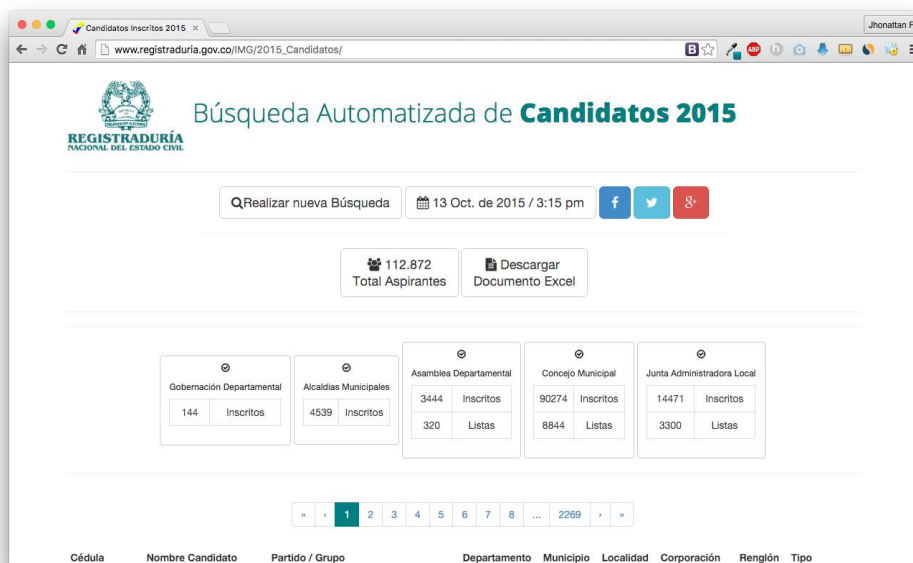 Candidatos Inscritos 2015
Jhonattan F
www.registraduria.gov.co/IMG/2015_Candidatos/
REGISTRADURÍA
NACIONAL DEL ESTADO CIVIL
Búsqueda Automatizada de Candidatos 2015
Realizar nueva Búsqueda
13 Oct. de 2015 / 3:15 pm
112.872
Total Aspirantes
Descargar
Documento Excel
Gobernación Departamental
144 Inscritos
Alcaldias Municipales
4539 Inscritos
Asamblea Departamental
3444 Inscritos
320 Listas
Concejo Municipal
90274 Inscritos
8844 Listas
Junta Administradora Local
14471 Inscritos
3300 Listas
« ‹ 1 2 3 4 5 6 7 8 ... 2269 › »
Cédula Nombre Candidato Partido / Grupo Departamento Municipio Localidad Corporación Renglón Tipo